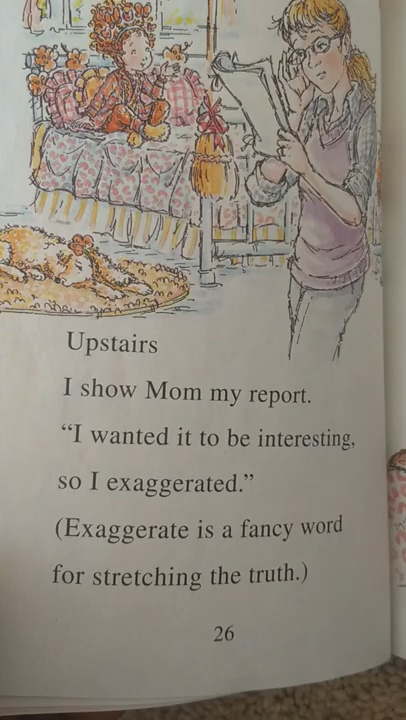 Upstairs
I show Mom my report.
“I wanted it to be interesting,
so I exaggerated.”
(Exaggerate is a fancy word
for stretching the truth.)
26